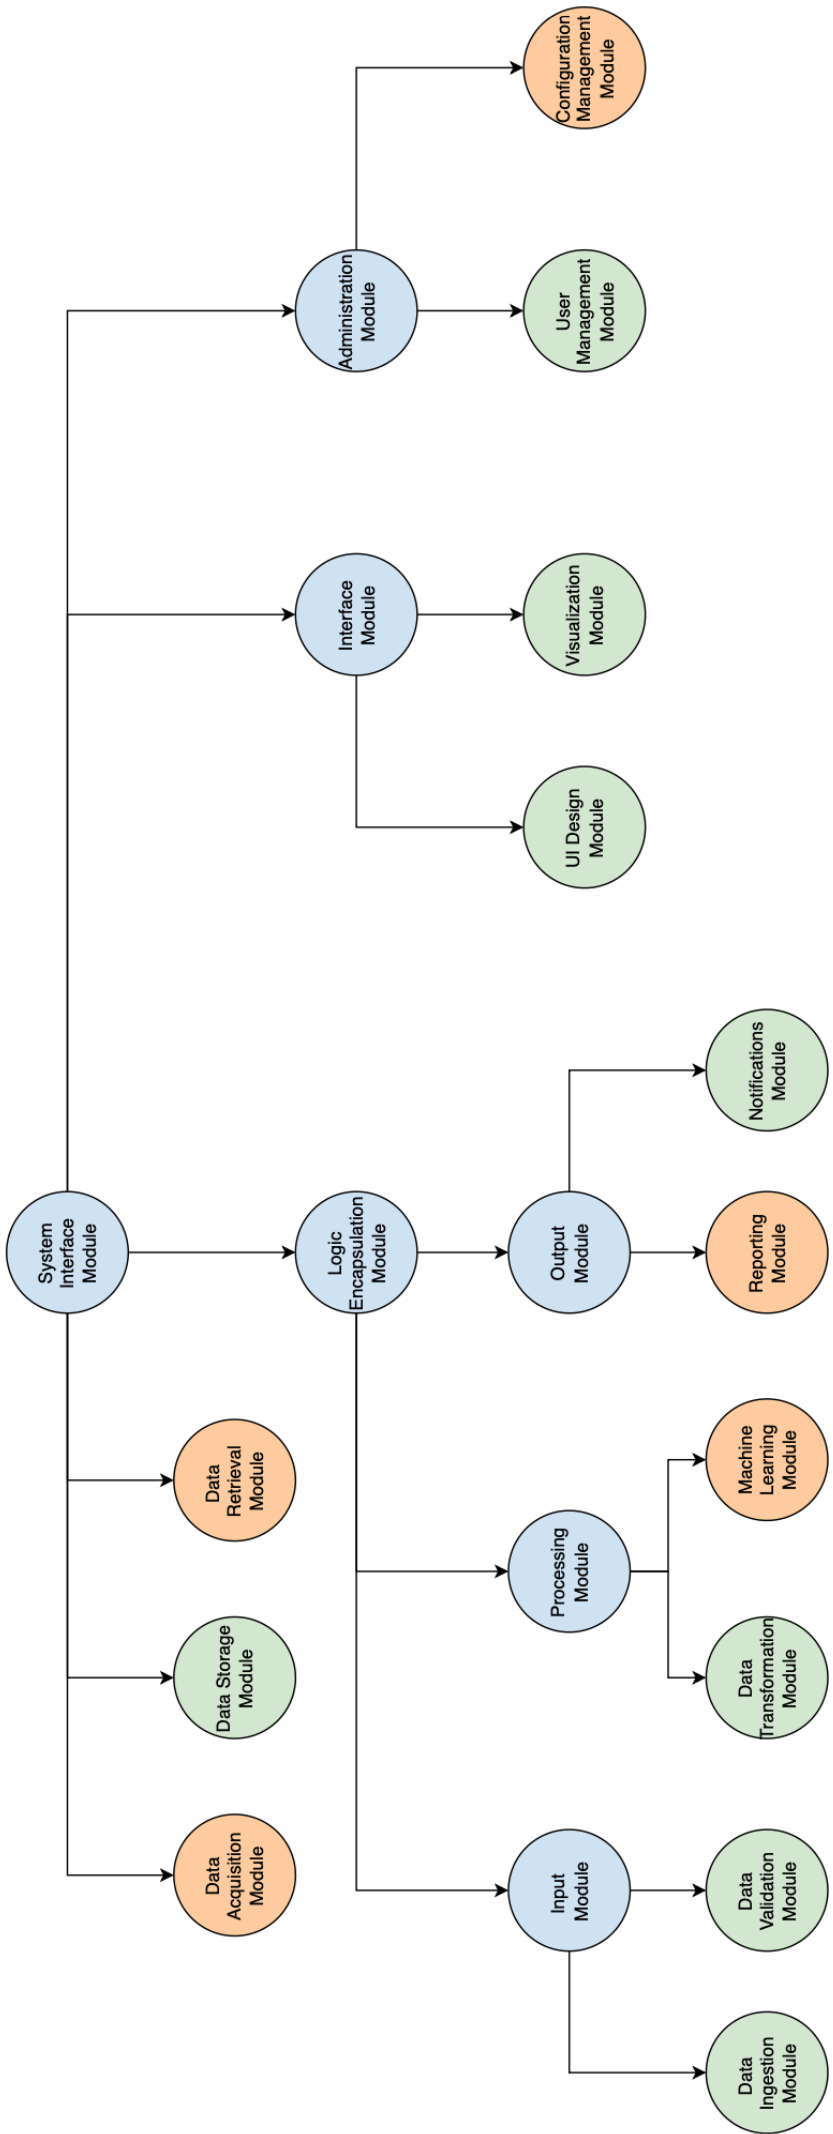 System
Interface
Module
Data
Acquisition
Module
Data Storage
Module
Data
Retrieval
Module
Logic
Encapsulation
Module
Interface
Module
Administration
Module
Input
Module
Processing
Module
Output
Module
UI Design
Module
Visualization
Module
User
Management
Module
Configuration
Management
Module
Data
Ingestion
Module
Data
Validation
Module
Data
Transformation
Module
Machine
Learning
Module
Reporting
Module
Notifications
Module